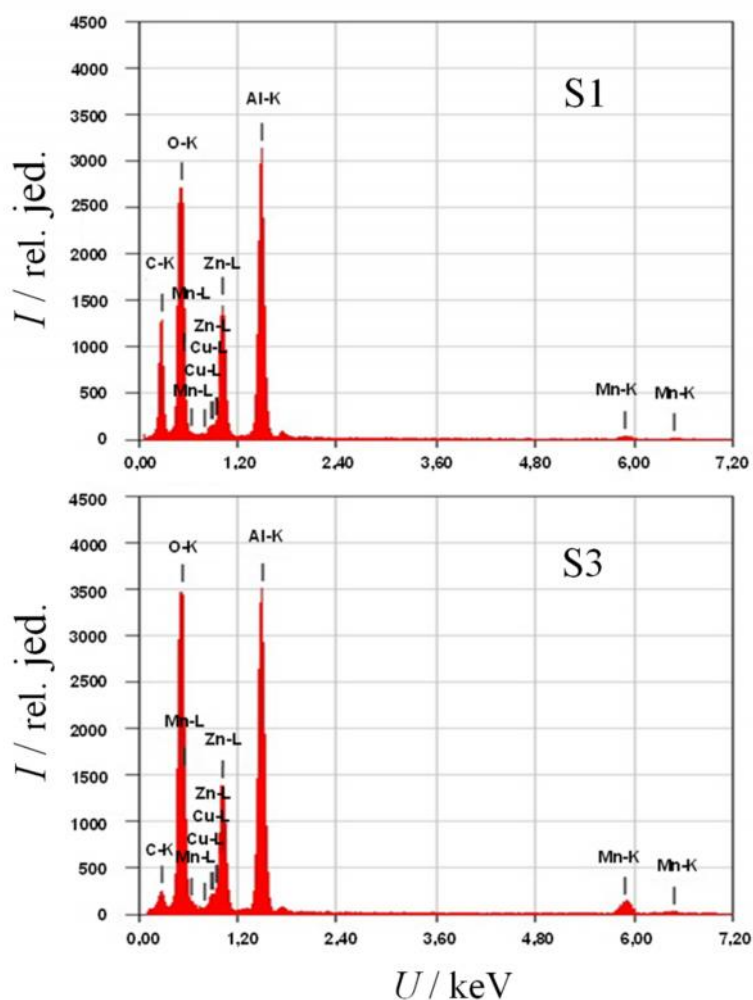 4500
4000
3500
3000
2500
2000
1500
1000
500
0
I / rel. jed.
S1
Al-K
O-K
C-K
Zn-L
Mn-L
Zn-L
Cu-L
Cu-L
Mn-L
Mn-K
Mn-K
0,00 1,20 2,40 3,60 4,80 6,00 7,20
4500
4000
3500
3000
2500
2000
1500
1000
500
0
I / rel. jed.
S3
Al-K
O-K
Mn-L
Zn-L
Zn-L
Cu-L
Cu-L
C-K
Mn-L
Mn-K
Mn-K
0,00 1,20 2,40 3,60 4,80 6,00 7,20
U / keV